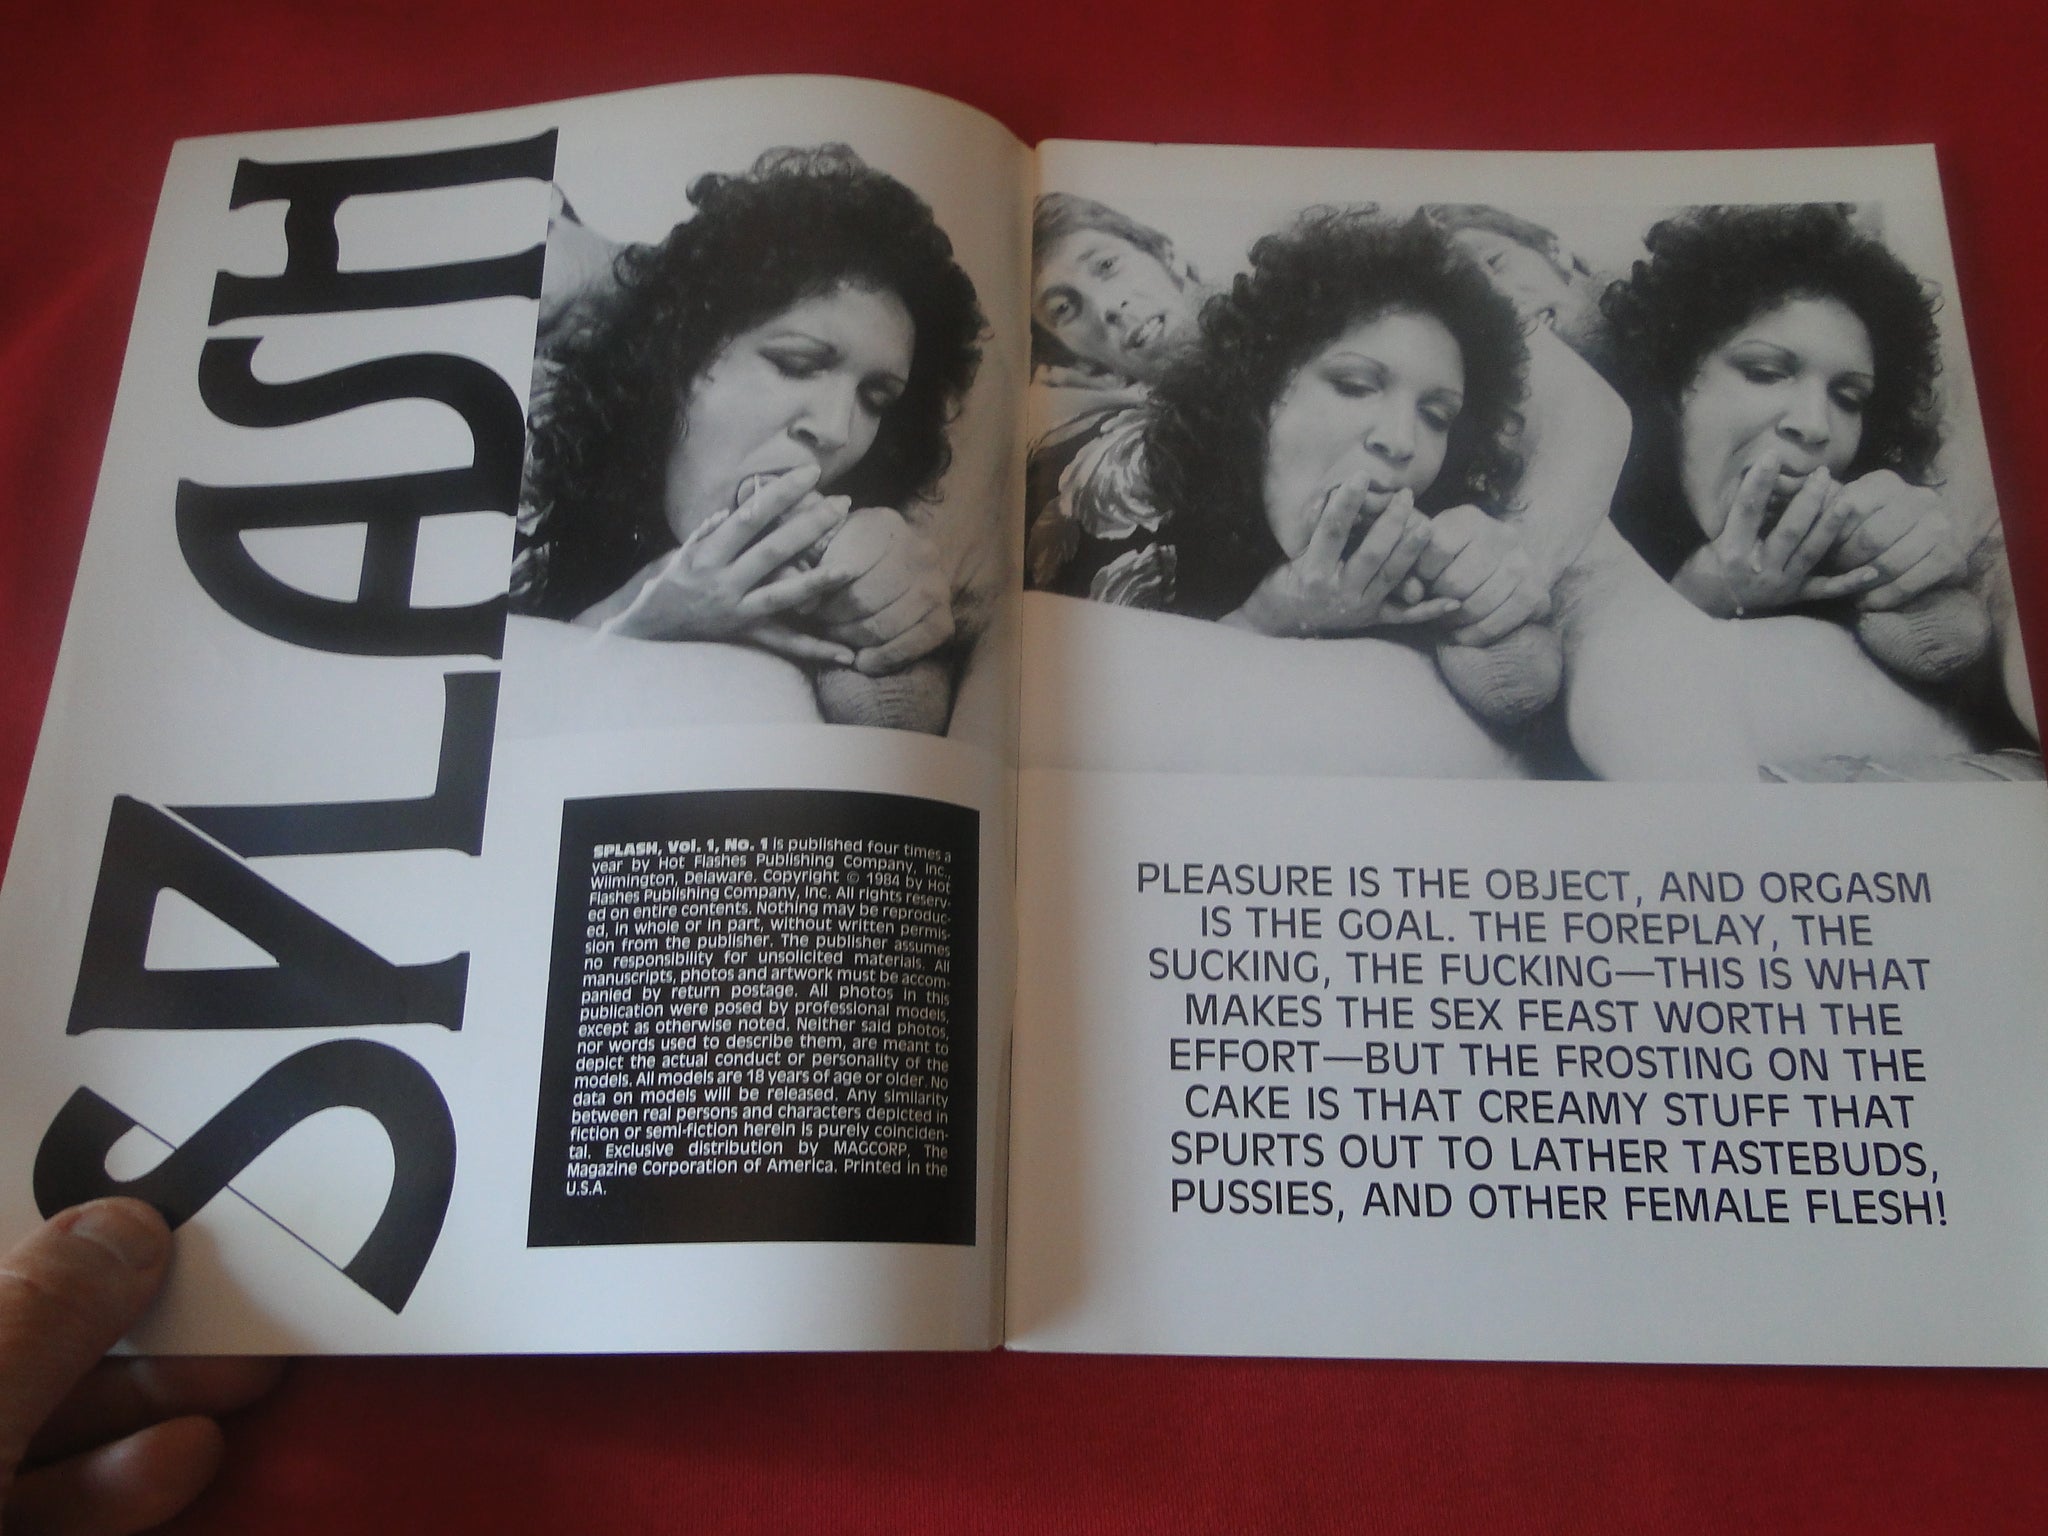 SPLASH
SPLASH, Vol. 1, No. 1 is published four times a
year by Hot Flashes Publishing Company, Inc.,
Wilmington, Delaware. Copyright © 1984 by Hot
Flashes Publishing Company, Inc. All rights reserv-
ed on entire contents. Nothing may be reproduc-
ed, in whole or in part, without written permis-
sion from the publisher. The publisher assumes
no responsibility for unsolicited materials. All
manuscripts, photos and artwork must be accom-
panied by return postage. All photos in this
publication were posed by professional models,
except as otherwise noted. Neither said photos,
nor words used to describe them, are meant to
depict the actual conduct or personality of the
models. All models are 18 years of age or older. No
data on models will be released. Any similarity
between real persons and characters depicted in
fiction or semi-fiction herein is purely coinciden-
tal. Exclusive distribution by MAGCORP, The
Magazine Corporation of America. Printed in the
U.S.A.
PLEASURE IS THE OBJECT, AND ORGASM
IS THE GOAL. THE FOREPLAY, THE
SUCKING, THE FUCKING—THIS IS WHAT
MAKES THE SEX FEAST WORTH THE
EFFORT—BUT THE FROSTING ON THE
CAKE IS THAT CREAMY STUFF THAT
SPURTS OUT TO LATHER TASTEBUDS,
PUSSIES, AND OTHER FEMALE FLESH!